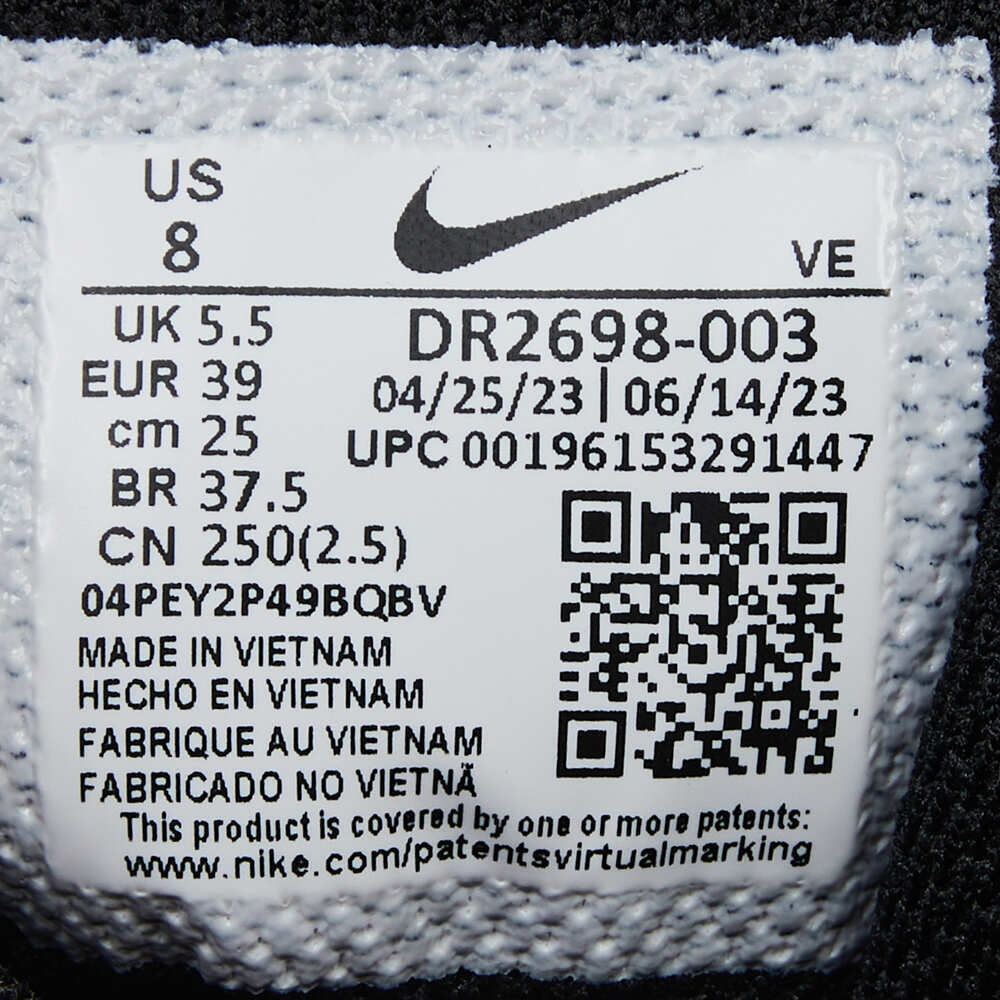 US
8
VE
UK 5.5
EUR 39
cm 25
BR 37.5
CN 250(2.5)
DR2698-003
04/25/23 | 06/14/23
UPC 00196153291447
04PEY2P49BQBV
MADE IN VIETNAM
HECHO EN VIETNAM
FABRIQUE AU VIETNAM
FABRICADO NO VIETNÃ
This product is covered by one or more patents:
www.nike.com/patentsvirtualmarking